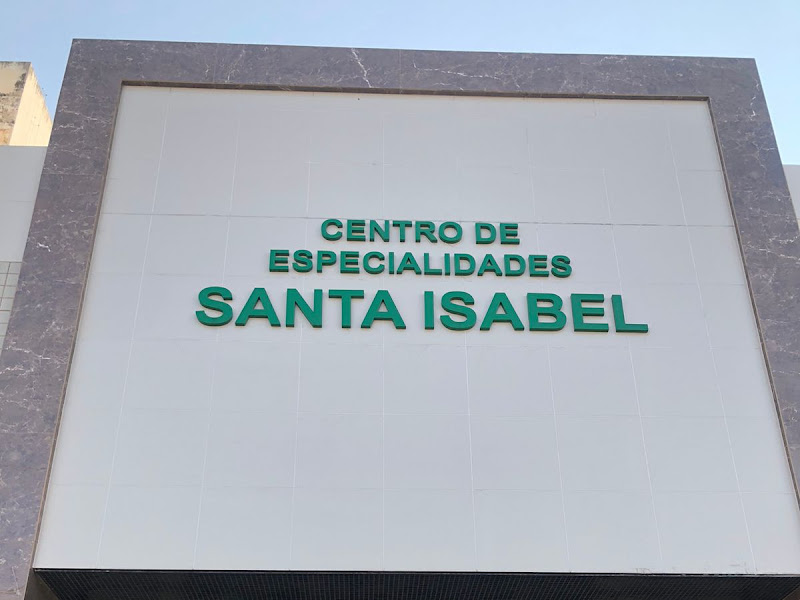 CENTRO DE
ESPECIALIDADES
SANTA ISABEL